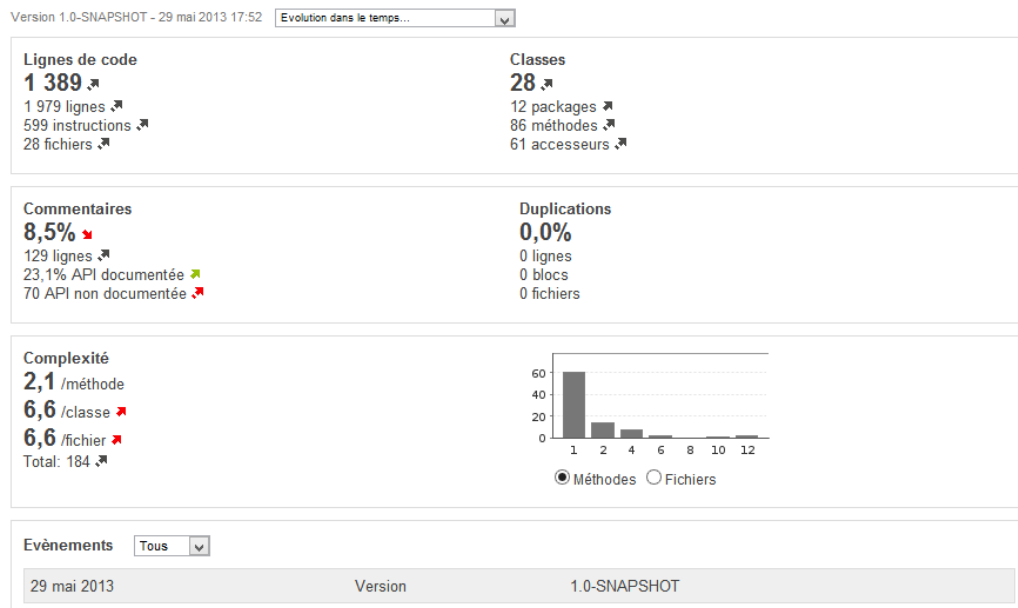 Version 1.0-SNAPSHOT - 29 mai 2013 17:52 Evolution dans le temps...
Lignes de code
1 389
1 979 lignes
599 instructions
28 fichiers
Classes
28
12 packages
86 méthodes
61 accesseurs
Commentaires
8,5%
129 lignes
23,1% API documentée
70 API non documentée
Duplications
0,0%
0 lignes
0 blocs
0 fichiers
Complexité
2,1 /méthode
6,6 /classe
6,6 /fichier
Total: 184
60
40
20
0
1 2 4 6 8 10 12
Méthodes Fichiers
Evènements Tous
29 mai 2013 Version 1.0-SNAPSHOT